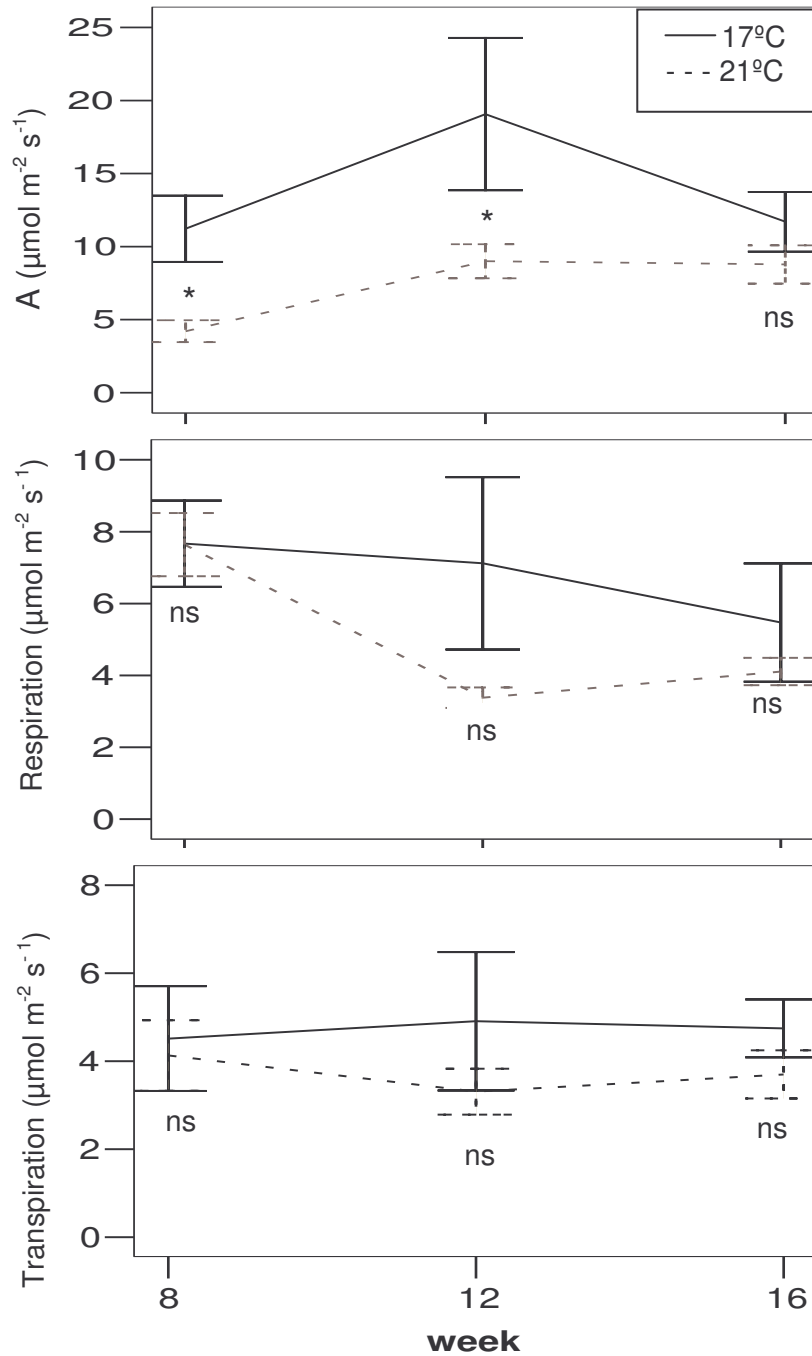 25
20
15
10
5
0
A (µmol m⁻² s⁻¹)
17ºC
21ºC
*
*
ns
10
8
6
4
2
0
Respiration (µmol m⁻² s⁻¹)
ns
ns
ns
8
6
4
2
0
Transpiration (µmol m⁻² s⁻¹)
ns
ns
ns
8 12 16
week